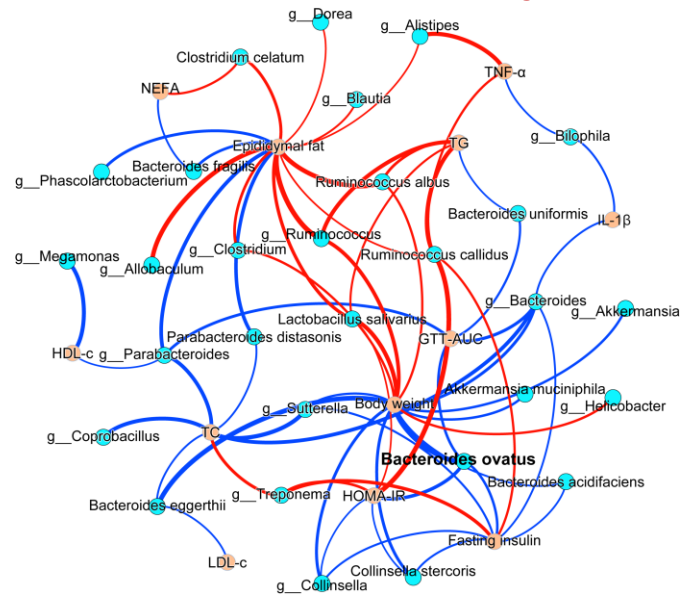 g__Dorea
g__Alistipes
Clostridium celatum
TNF-α
NEFA
g__Blautia
g__Bilophila
Epididymal fat
TG
Bacteroides fragilis
g__Phascolarctobacterium
Ruminococcus albus
Bacteroides uniformis
IL-1β
g__Ruminococcus
g__Clostridium
Ruminococcus callidus
g__Megamonas
g__Allobaculum
g__Bacteroides
g__Akkermansia
Lactobacillus salivarius
Parabacteroides distasonis
GTT-AUC
HDL-c
g__Parabacteroides
Akkermansia muciniphila
g__Helicobacter
Body weight
g__Sutterella
TC
g__Coprobacillus
Bacteroides ovatus
Bacteroides acidifaciens
g__Treponema
HOMA-IR
Bacteroides eggerthii
Fasting insulin
LDL-c
Collinsella stercoris
g__Collinsella